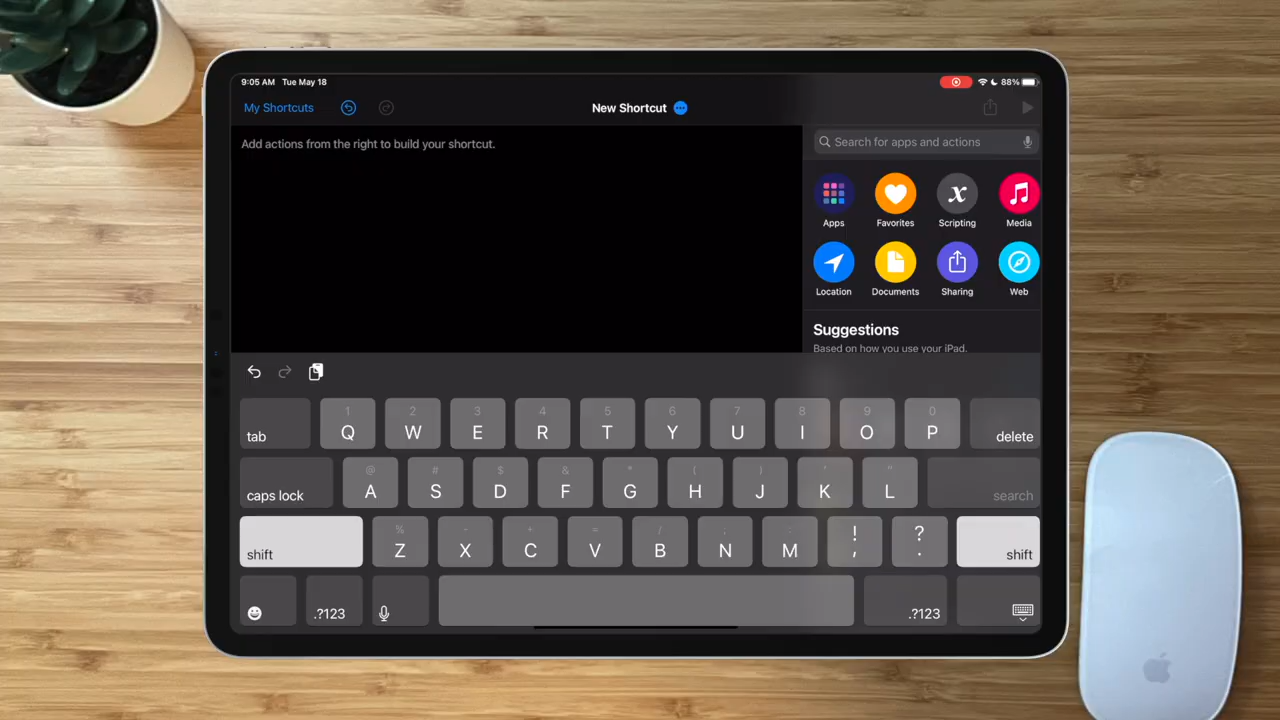 9:05 AM Tue May 18
88%
My Shortcuts
New Shortcut
Add actions from the right to build your shortcut.
Search for apps and actions
Apps Favorites Scripting Media
Location Documents Sharing Web
Suggestions
Based on how you use your iPad.
1 2 3 4 5 6 7 8 9 0
tab Q W E R T Y U I O P delete
@ # $ & * ( ) ' "
caps lock A S D F G H J K L search
% - + = / ; : ! ?
shift Z X C V B N M , . shift
.?123 .?123